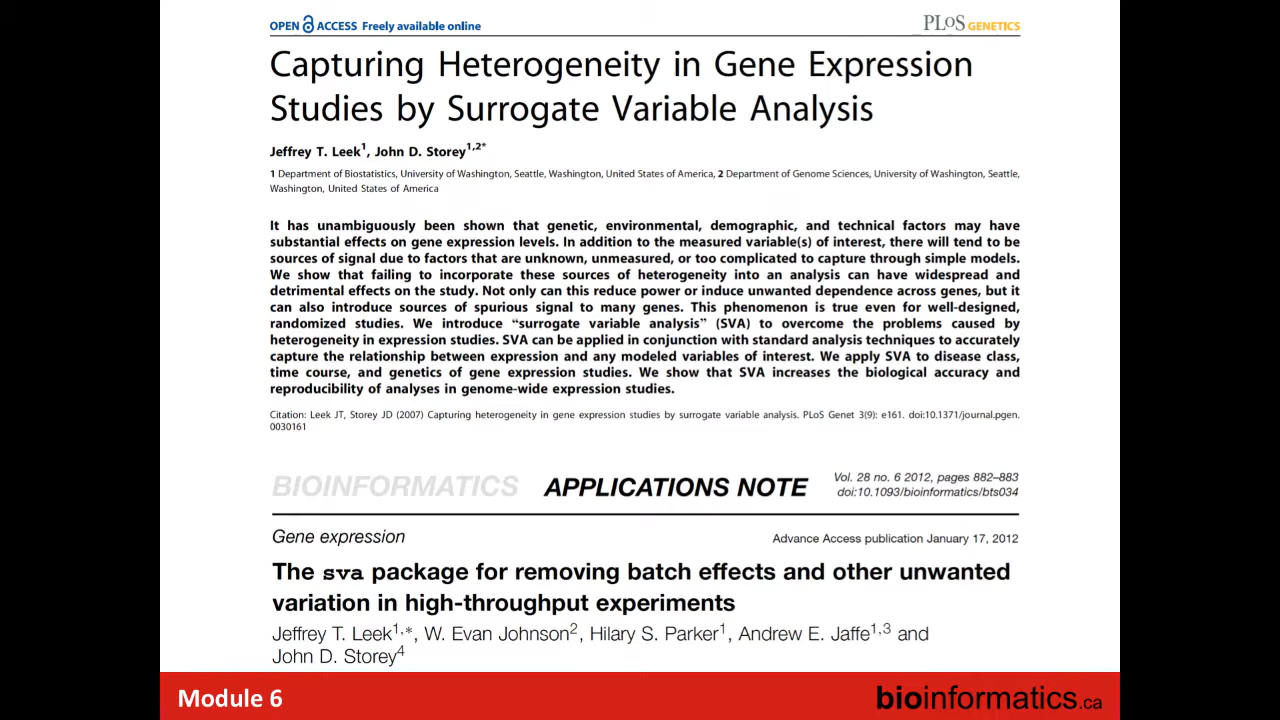 OPEN ACCESS Freely available online
PLoS GENETICS
Capturing Heterogeneity in Gene Expression
Studies by Surrogate Variable Analysis
Jeffrey T. Leek1, John D. Storey1,2*
1 Department of Biostatistics, University of Washington, Seattle, Washington, United States of America, 2 Department of Genome Sciences, University of Washington, Seattle,
Washington, United States of America
It has unambiguously been shown that genetic, environmental, demographic, and technical factors may have
substantial effects on gene expression levels. In addition to the measured variable(s) of interest, there will tend to be
sources of signal due to factors that are unknown, unmeasured, or too complicated to capture through simple models.
We show that failing to incorporate these sources of heterogeneity into an analysis can have widespread and
detrimental effects on the study. Not only can this reduce power or induce unwanted dependence across genes, but it
can also introduce sources of spurious signal to many genes. This phenomenon is true even for well-designed,
randomized studies. We introduce “surrogate variable analysis” (SVA) to overcome the problems caused by
heterogeneity in expression studies. SVA can be applied in conjunction with standard analysis techniques to accurately
capture the relationship between expression and any modeled variables of interest. We apply SVA to disease class,
time course, and genetics of gene expression studies. We show that SVA increases the biological accuracy and
reproducibility of analyses in genome-wide expression studies.
Citation: Leek JT, Storey JD (2007) Capturing heterogeneity in gene expression studies by surrogate variable analysis. PLoS Genet 3(9): e161. doi:10.1371/journal.pgen.
0030161
BIOINFORMATICS APPLICATIONS NOTE
Vol. 28 no. 6 2012, pages 882–883
doi:10.1093/bioinformatics/bts034
Gene expression
Advance Access publication January 17, 2012
The sva package for removing batch effects and other unwanted
variation in high-throughput experiments
Jeffrey T. Leek1,*, W. Evan Johnson2, Hilary S. Parker1, Andrew E. Jaffe1,3 and
John D. Storey4
Module 6
bioinformatics.ca